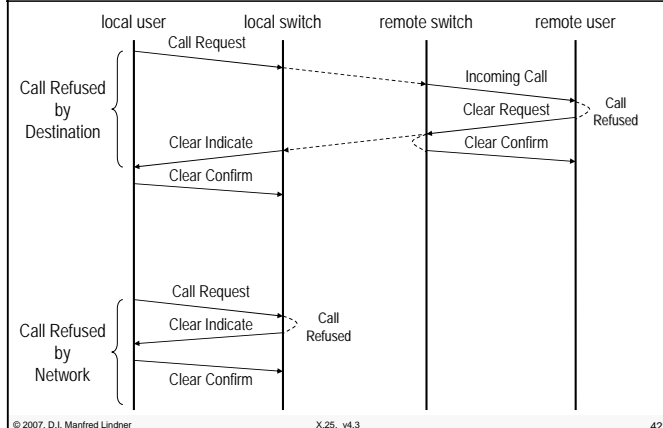 local user local switch remote switch remote user
Call Request
Call Refused
by
Destination
Incoming Call
Clear Request
Call
Refused
Clear Indicate
Clear Confirm
Clear Confirm
Call Request
Call Refused
by
Network
Clear Indicate
Call
Refused
Clear Confirm
© 2007, D.I. Manfred Lindner X.25, v4.3 42